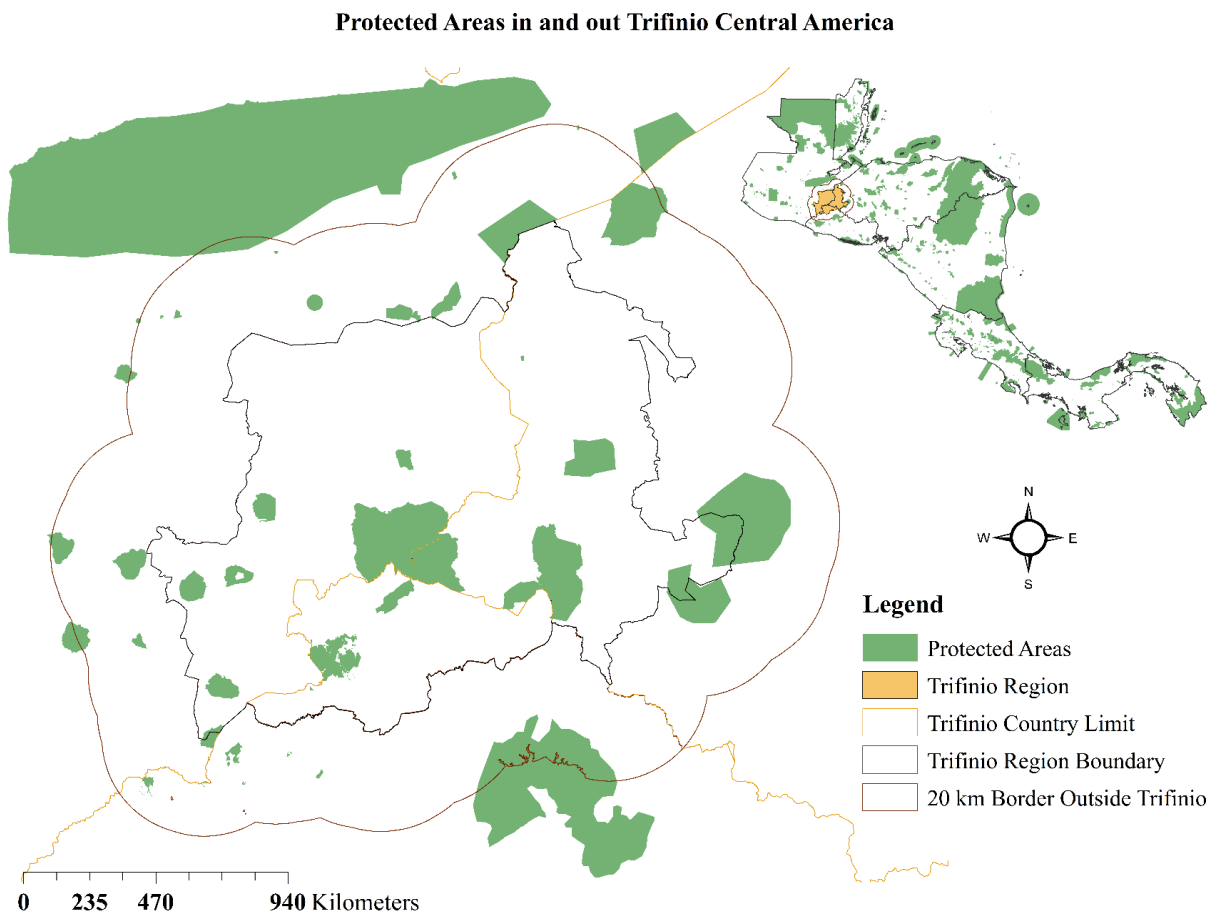 Protected Areas in and out Trifinio Central America
N
W E
S
Legend
Protected Areas
Trifinio Region
Trifinio Country Limit
Trifinio Region Boundary
20 km Border Outside Trifinio
0 235 470 940 Kilometers